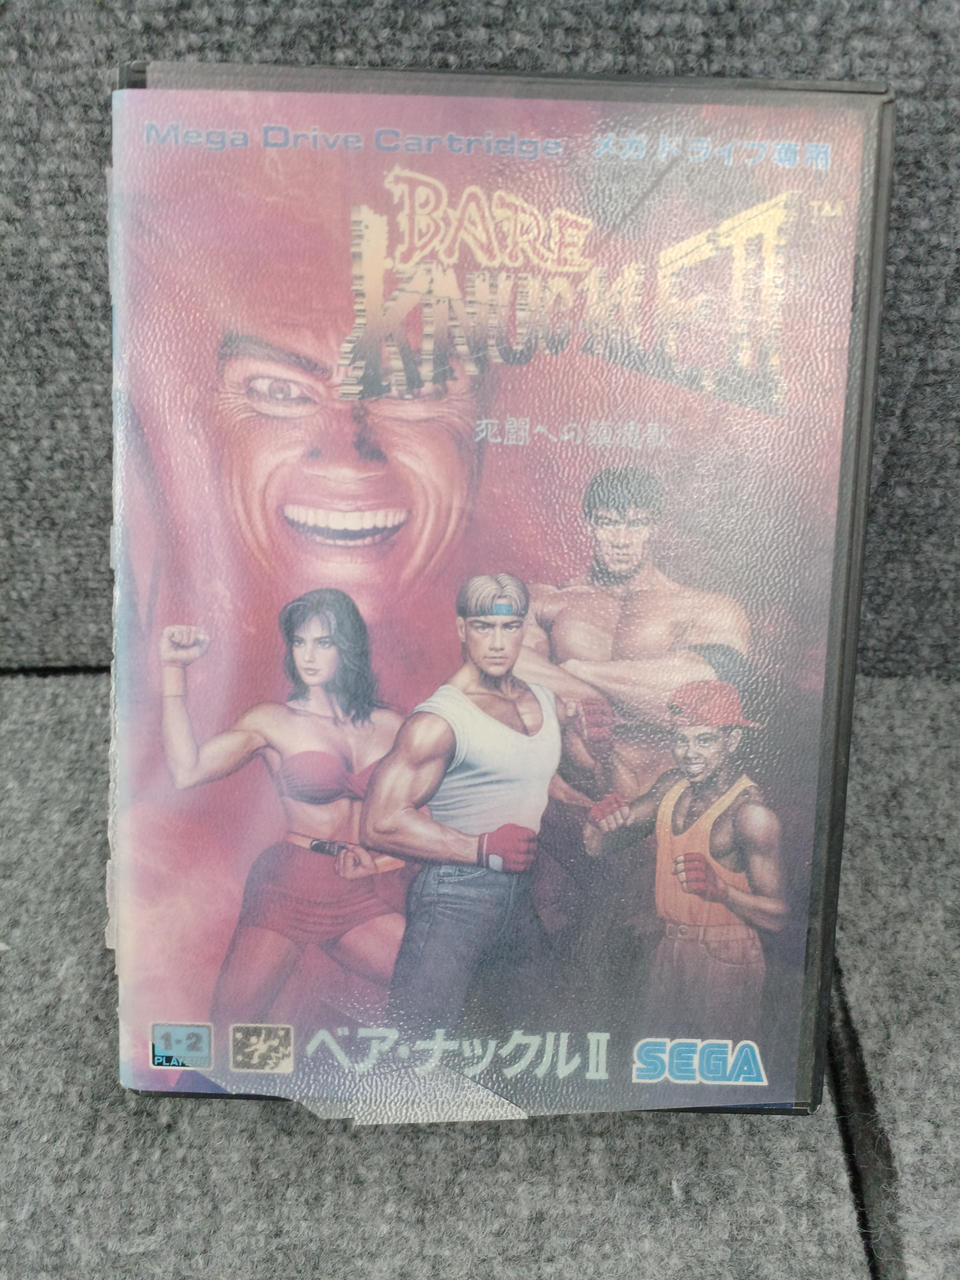 Mega Drive Cartridge メガドライブ専用
BARE
KNUCKLE II
TM
死闘への鎮魂歌
1-2
PLAYERS
ベア・ナックルII
SEGA